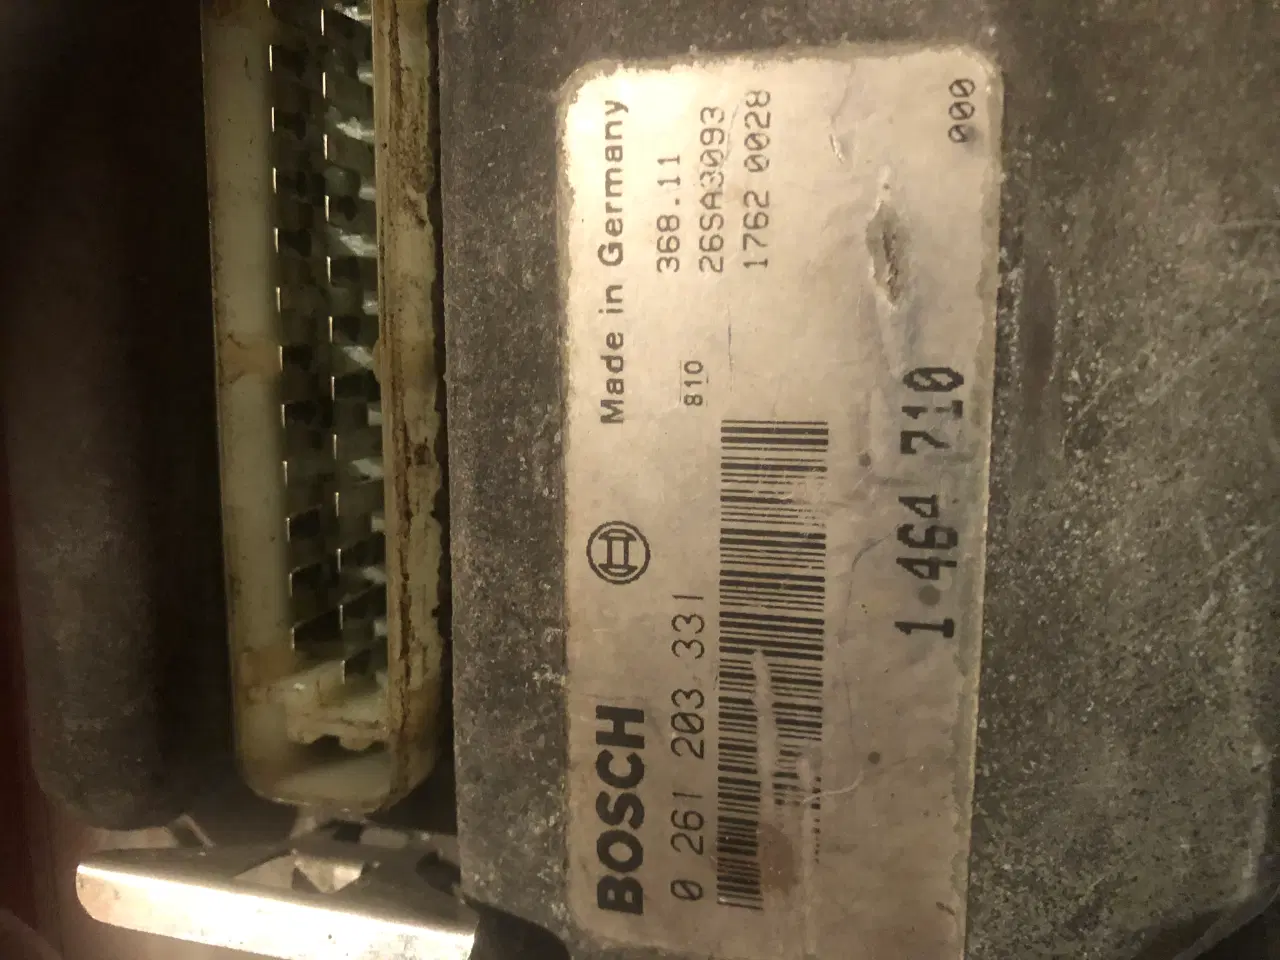 BOSCH Made in Germany
0 261 203 331 810 368.11
26SA3093
1762 0028
1 464 710
000